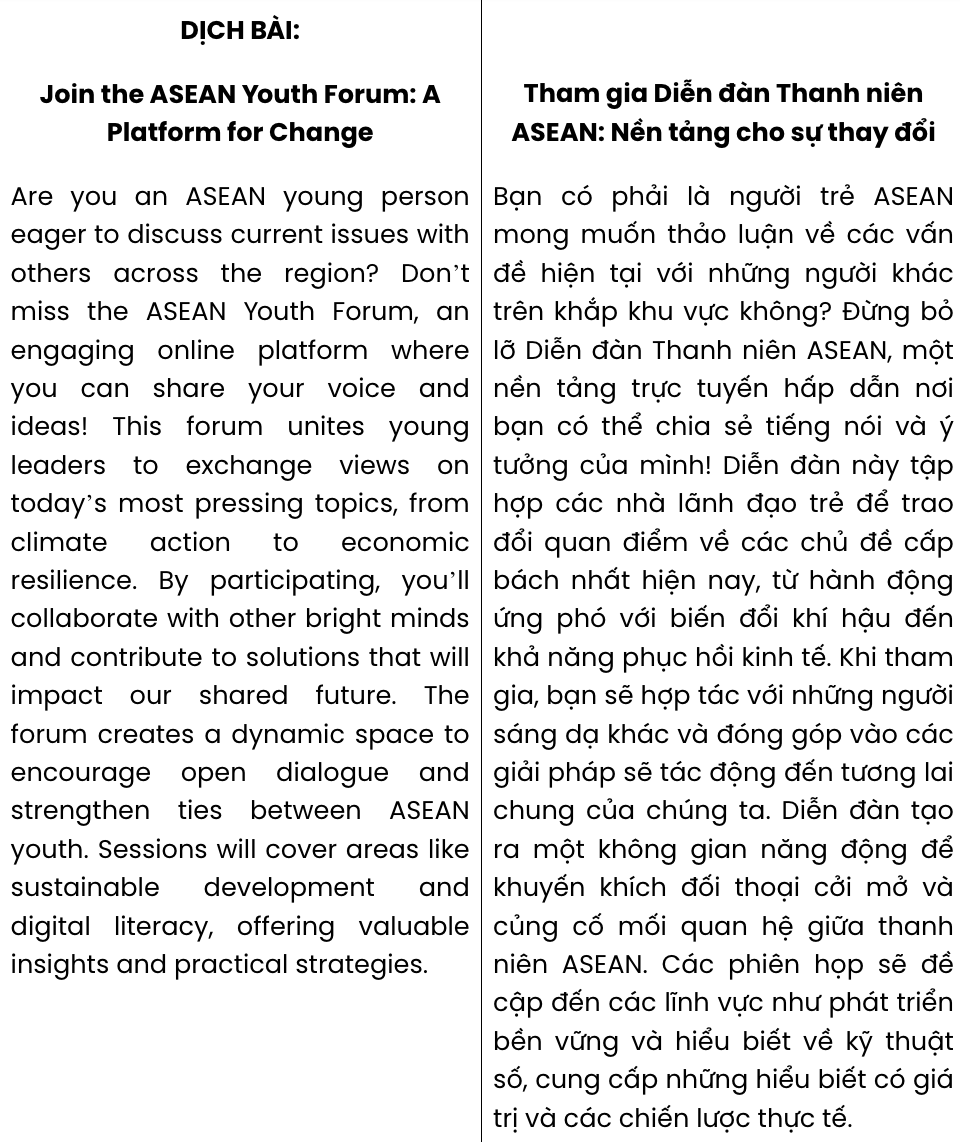 DỊCH BÀI:
Join the ASEAN Youth Forum: A
Platform for Change
Are you an ASEAN young person
eager to discuss current issues with
others across the region? Don’t
miss the ASEAN Youth Forum, an
engaging online platform where
you can share your voice and
ideas! This forum unites young
leaders to exchange views on
today’s most pressing topics, from
climate action to economic
resilience. By participating, you’ll
collaborate with other bright minds
and contribute to solutions that will
impact our shared future. The
forum creates a dynamic space to
encourage open dialogue and
strengthen ties between ASEAN
youth. Sessions will cover areas like
sustainable development and
digital literacy, offering valuable
insights and practical strategies.
Tham gia Diễn đàn Thanh niên
ASEAN: Nền tảng cho sự thay đổi
Bạn có phải là người trẻ ASEAN
mong muốn thảo luận về các vấn
đề hiện tại với những người khác
trên khắp khu vực không? Đừng bỏ
lỡ Diễn đàn Thanh niên ASEAN, một
nền tảng trực tuyến hấp dẫn nơi
bạn có thể chia sẻ tiếng nói và ý
tưởng của mình! Diễn đàn này tập
hợp các nhà lãnh đạo trẻ để trao
đổi quan điểm về các chủ đề cấp
bách nhất hiện nay, từ hành động
ứng phó với biến đổi khí hậu đến
khả năng phục hồi kinh tế. Khi tham
gia, bạn sẽ hợp tác với những người
sáng dạ khác và đóng góp vào các
giải pháp sẽ tác động đến tương lai
chung của chúng ta. Diễn đàn tạo
ra một không gian năng động để
khuyến khích đối thoại cởi mở và
củng cố mối quan hệ giữa thanh
niên ASEAN. Các phiên họp sẽ đề
cập đến các lĩnh vực như phát triển
bền vững và hiểu biết về kỹ thuật
số, cung cấp những hiểu biết có giá
trị và các chiến lược thực tế.